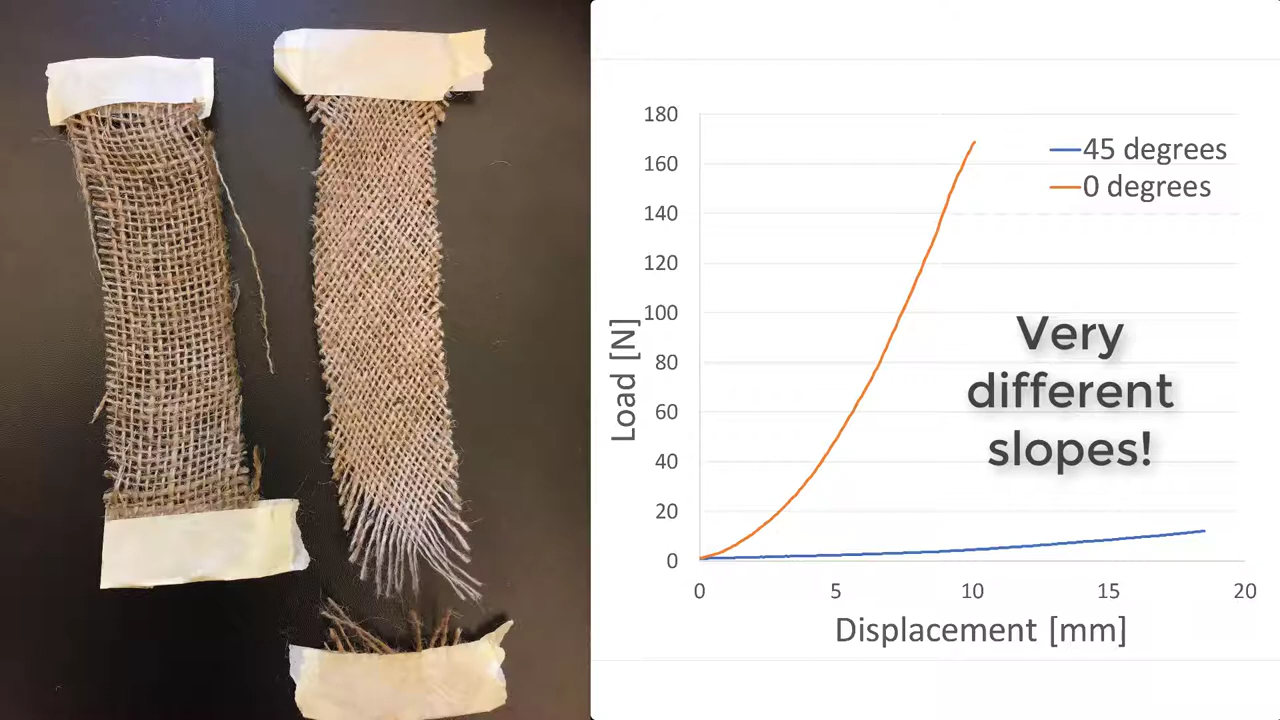 180
160
140
120
100
80
60
40
20
0
0 5 10 15 20
Load [N]
Displacement [mm]
45 degrees
0 degrees
Very
different
slopes!